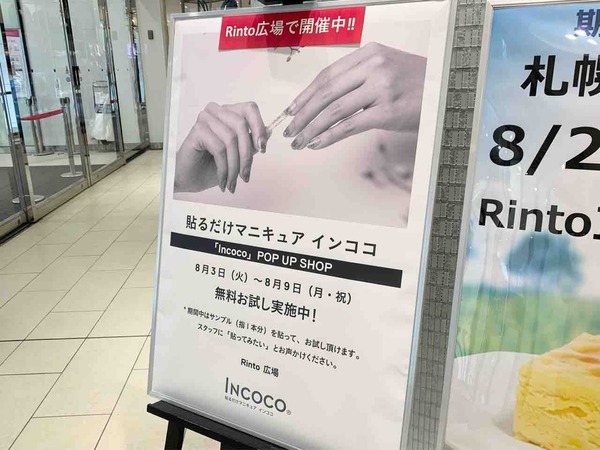 Rinto広場で開催中!!
貼るだけマニキュア インココ
「incoco」POP UP SHOP
8月3日（火）～8月9日（月・祝）
無料お試し実施中！
*期間中はサンプル（指1本分）を貼って、お試し頂けます。
スタッフに「貼ってみたい」とお声かけください。
Rinto 広場
INCOCO®
貼るだけマニキュア インココ
期
札幌
8/2
Rinto